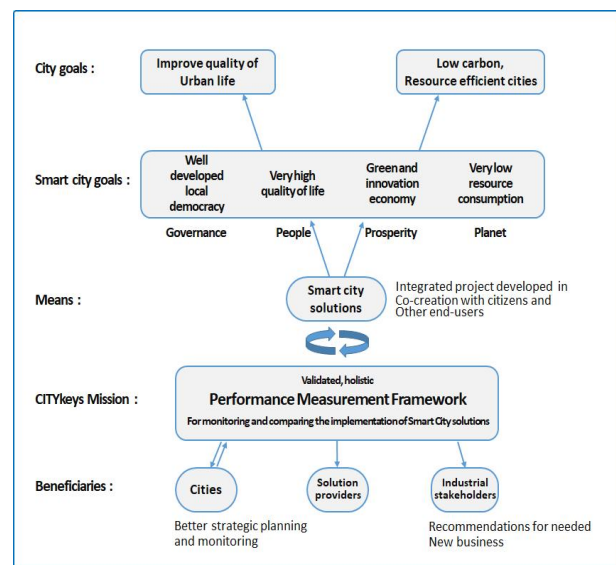 City goals :
Improve quality of
Urban life
Low carbon,
Resource efficient cities
Smart city goals :
Well
developed
local
democracy
Very high
quality of life
Green and
innovation
economy
Very low
resource
consumption
Governance
People
Prosperity
Planet
Means :
Smart city
solutions
Integrated project developed in
Co-creation with citizens and
Other end-users
CITYkeys Mission :
Validated, holistic
Performance Measurement Framework
For monitoring and comparing the implementation of Smart City solutions
Beneficiaries :
Cities
Solution
providers
Industrial
stakeholders
Better strategic planning
and monitoring
Recommendations for needed
New business